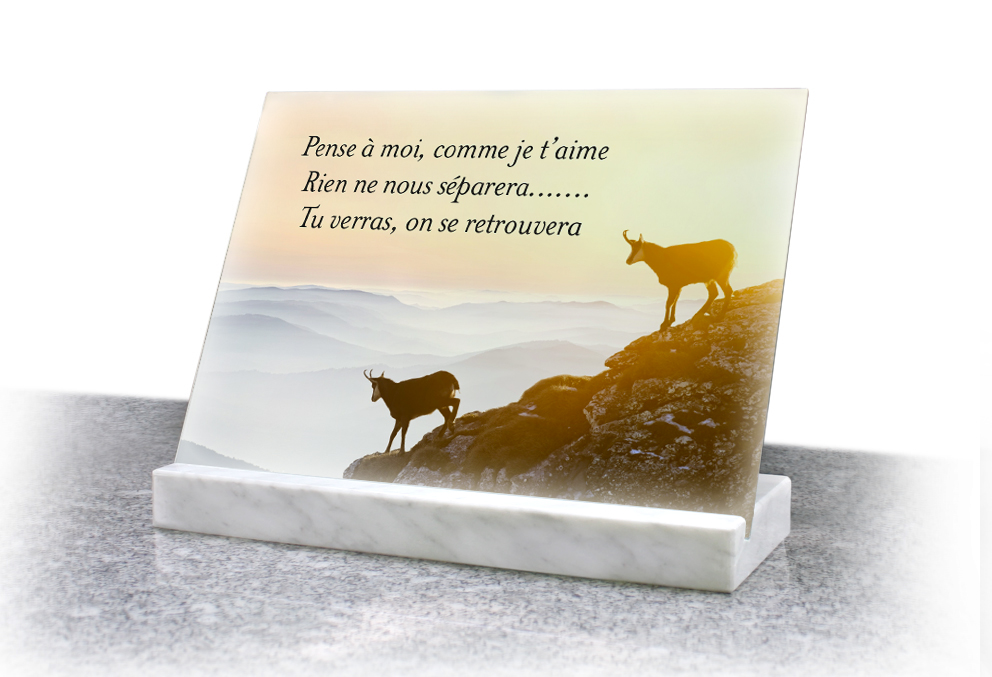 Pense à moi, comme je t’aime
Rien ne nous séparera.......
Tu verras, on se retrouvera